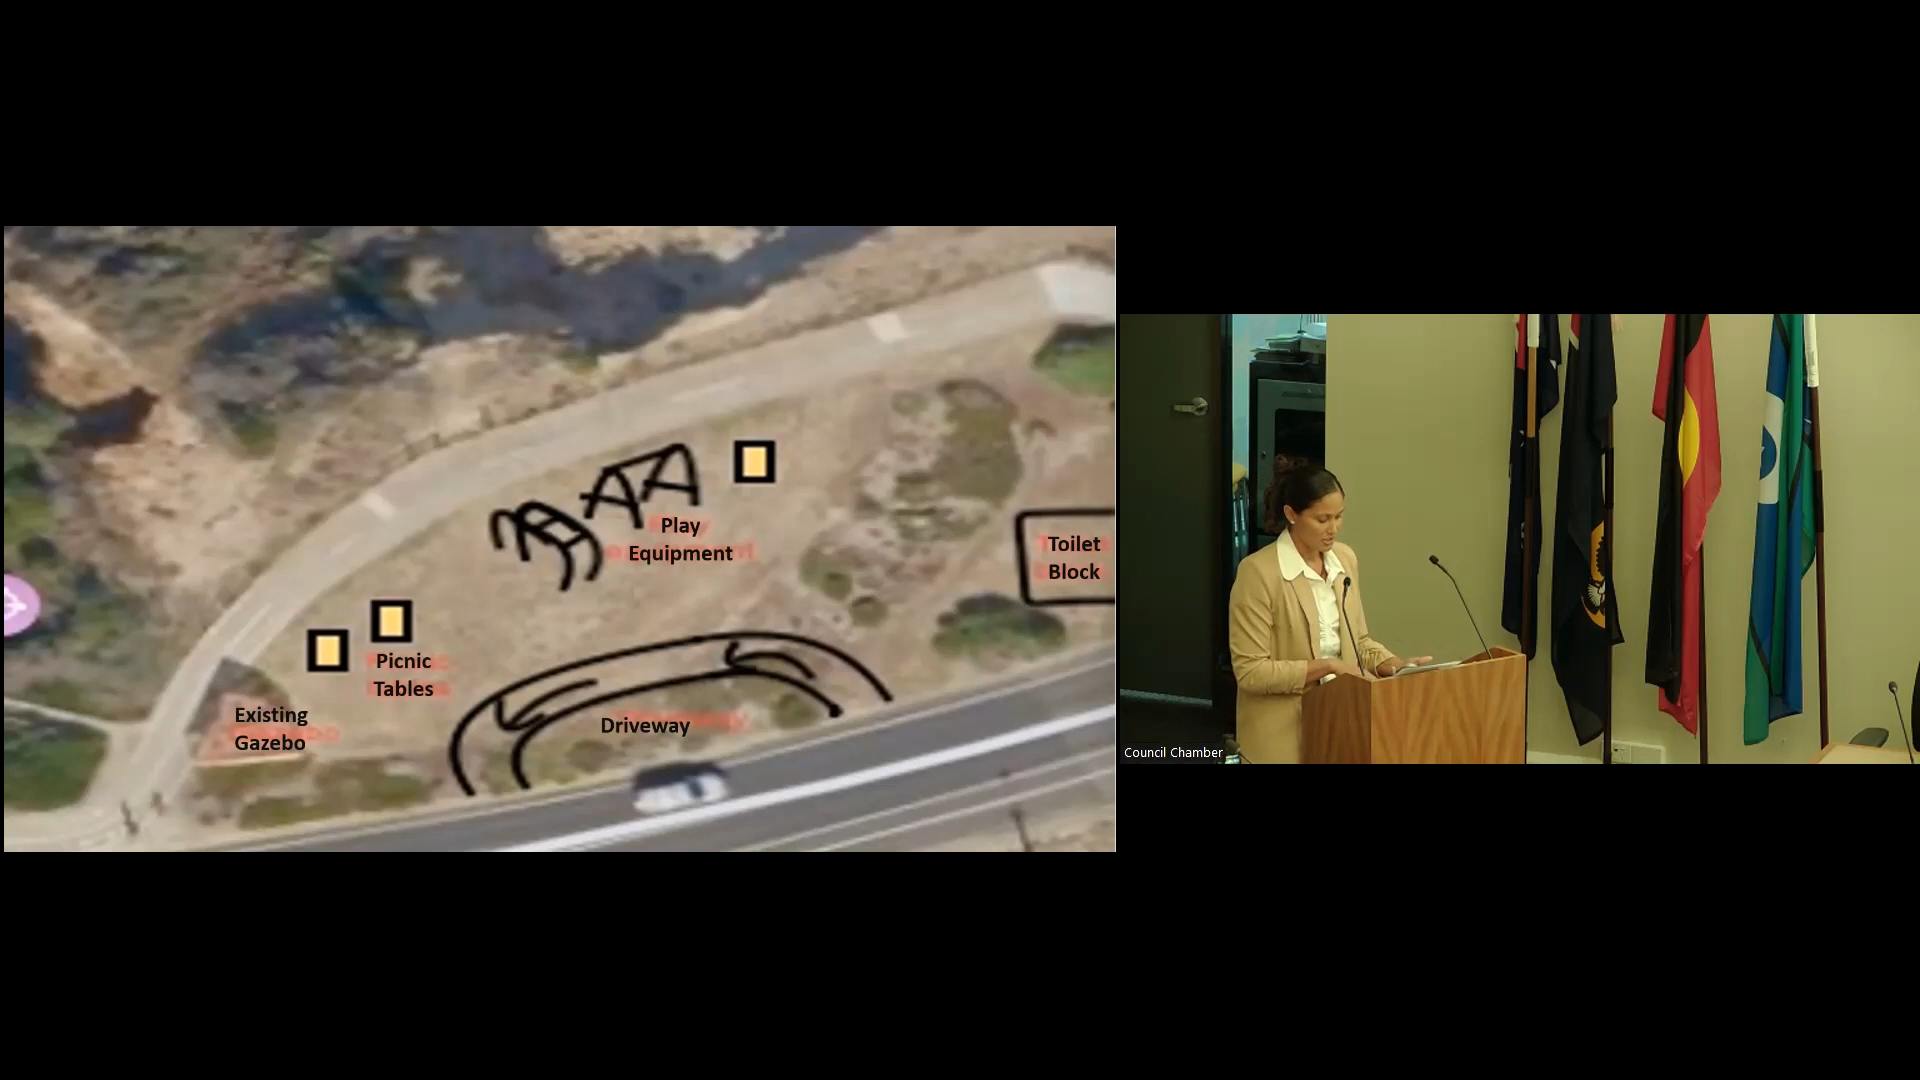 Play
Equipment
Toilet
Block
Picnic
Tables
Existing
Gazebo
Driveway
Council Chamber